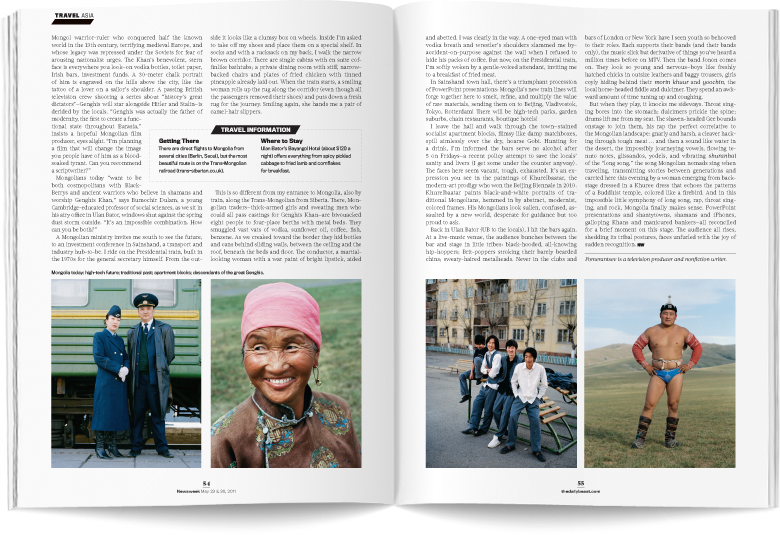 TRAVEL ASIA
Mongol warrior-ruler who conquered half the known
world in the 13th century, terrifying medieval Europe, and
whose legacy was repressed under the Soviets for fear of
arousing nationalist urges. The Khan's benevolent, stern
face is everywhere you look—on vodka bottles, toilet paper,
Irish bars, investment funds. A 50-meter chalk portrait
of him is engraved on the hills above the city, like the
tattoo of a lover on a sailor's shoulder. A passing British
television crew shooting a series about "history's great
dictators"—Genghis will star alongside Hitler and Stalin—is
derided by the locals. "Genghis was actually the father of
modernity, the first to create a func-
tional state throughout Eurasia,"
insists a hopeful Mongolian film
producer, eyes alight. "I'm planning
a film that will change the image
you people have of him as a blood-
soaked tyrant. Can you recommend
a scriptwriter?"
Mongolians today "want to be
both cosmopolitans with Black-
Berrys and ancient warriors who believe in shamans and
worship Genghis Khan," says Bumochir Dulam, a young
Cambridge-educated professor of social sciences, as we sit in
his airy office in Ulan Bator, windows shut against the spring
dust storm outside. "It's an impossible combination. How
can you be both?"
A Mongolian ministry invites me south to see the future,
to an investment conference in Sainshand, a transport and
industry hub-to-be. I ride on the Presidential train, built in
the 1970s for the general secretary himself. From the out-
side it looks like a clumsy box on wheels. Inside I'm asked
to take off my shoes and place them on a special shelf. In
socks and with a rucksack on my back, I walk the narrow
brown corridor. There are single cabins with en suite cof-
finlike bathtubs; a private dining room with stiff, narrow-
backed chairs and plates of fried chicken with tinned
pineapple already laid out. When the train starts, a smiling
woman rolls up the rug along the corridor (even though all
the passengers removed their shoes) and puts down a fresh
rug for the journey. Smiling again, she hands me a pair of
camel-hair slippers.
TRAVEL INFORMATION
Getting There
There are direct flights to Mongolia from
several cities (Berlin, Seoul), but the most
beautiful route is on the Trans-Mongolian
railroad (trans-siberian.co.uk).
Where to Stay
Ulan Bator's Bayangol Hotel (about $120 a
night) offers everything from spicy pickled
cabbage to fried lamb and cornflakes
for breakfast.
This is so different from my entrance to Mongolia, also by
train, along the Trans-Mongolian from Siberia. There, Mon-
golian traders—thick-armed girls and sweating men who
could all pass castings for Genghis Khan—are bivouacked
eight people to four-place berths with metal beds. They
smuggled vast vats of vodka, sunflower oil, coffee, fish,
benzene. As we creaked toward the border they hid bottles
and cans behind sliding walls, between the ceiling and the
roof, beneath the beds and floor. The conductor, a martial-
looking woman with a war paint of bright lipstick, aided
and abetted. I was clearly in the way. A one-eyed man with
vodka breath and wrestler's shoulders slammed me by-
accident-on-purpose against the wall when I refused to
hide his packs of coffee. But now, on the Presidential train,
I'm softly woken by a gentle-voiced attendant, inviting me
to a breakfast of fried meat.
In Sainshand town hall, there's a triumphant procession
of PowerPoint presentations—Mongolia's new train lines will
forge together here to smelt, refine, and multiply the value
of raw materials, sending them on to Beijing, Vladivostok,
Tokyo, Rotterdam! There will be high-tech parks, garden
suburbs, chain restaurants, boutique hotels!
I leave the hall and walk through the town—stained
socialist apartment blocks, flimsy like damp matchboxes,
spill aimlessly over the dry, hoarse Gobi. Hunting for
a drink, I'm informed the bars serve no alcohol after
5 on Fridays—a recent policy attempt to save the locals'
sanity and livers (I get some under the counter anyway).
The faces here seem vacant, tough, exhausted. It's an ex-
pression you see in the paintings of KhurelBaatar, the
modern-art prodigy who won the Beijing Biennale in 2010.
KhurelBaatar paints black-and-white portraits of tra-
ditional Mongolians, hemmed in by abstract, modernist,
colored frames. His Mongolians look sullen, confused, as-
saulted by a new world, desperate for guidance but too
proud to ask.
Back in Ulan Bator (UB to the locals), I hit the bars again.
At a live-music venue, the audience bunches between the
bar and stage in little tribes: black-hooded, all-knowing
hip-hoppers; Brit-poppers stroking their barely bearded
chins; sweaty-haired metalheads. Never in the clubs and
bars of London or New York have I seen youth so behooved
to their roles. Each supports their bands (and their bands
only), the music slick but derivative of things you've heard a
million times before on MTV. Then the band Jonon comes
on. They look so young and nervous—boys like freshly
hatched chicks in outsize leathers and baggy trousers, girls
coyly hiding behind their morin khuur and yoochin, the
local horse-headed fiddle and dulcimer. They spend an awk-
ward amount of time tuning up and coughing.
But when they play, it knocks me sideways. Throat sing-
ing bores into the stomach; dulcimers prickle the spine;
drums lift me from my seat. The shaven-headed Ger bounds
onstage to join them, his rap the perfect correlative to
the Mongolian landscape: gnarly and harsh, a cleaver hack-
ing through tough meat … and then a sound like water in
the desert, the impossibly joyous vowels, flowing te-
nuto notes, glissandos, yodels, and vibrating shurankai
of the "long song," the song Mongolian nomads sing when
traveling, transmitting stories between generations and
carried here this evening by a woman emerging from back-
stage dressed in a Khuree dress that echoes the patterns
of a Buddhist temple, colored like a firebird. And in this
impossible little symphony of long song, rap, throat sing-
ing, and rock, Mongolia finally makes sense. PowerPoint
presentations and shantytowns, shamans and iPhones,
galloping Khans and manicured bankers—all reconciled
for a brief moment on this stage. The audience all rises,
shedding its tribal postures, faces unfurled with the joy of
sudden recognition. NW
Pomerantsev is a television producer and nonfiction writer.
Mongolia today: high-tech future; traditional past; apartment blocks; descendants of the great Genghis.
54
Newsweek May 23 & 30, 2011
55
thedailybeast.com